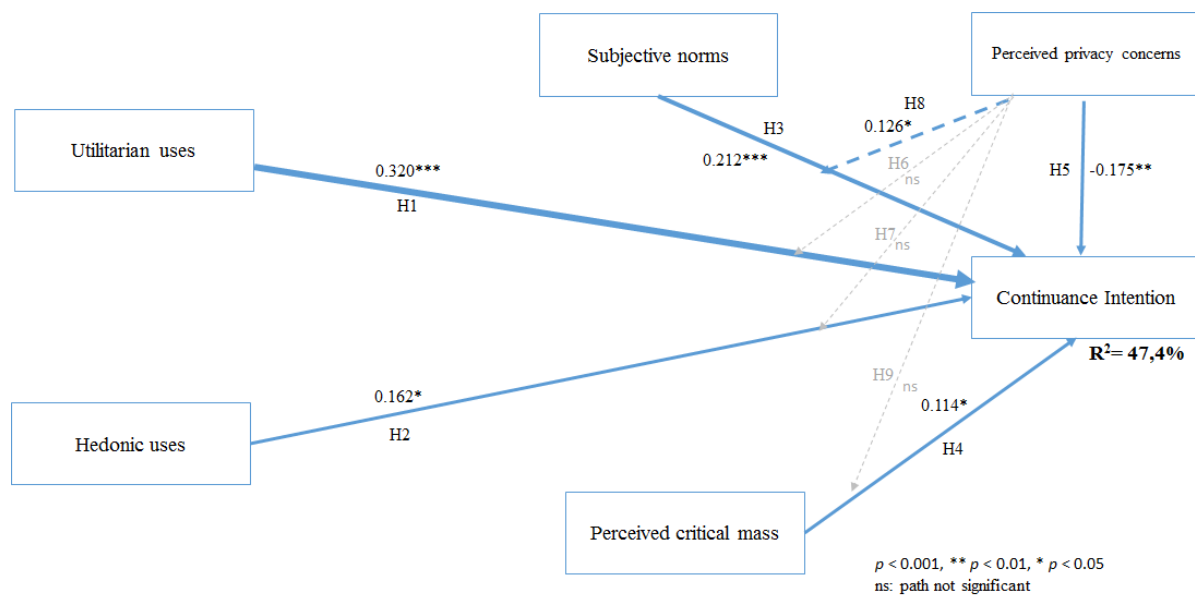 Subjective norms
Perceived privacy concerns
H8
0.126*
H3
0.212***
Utilitarian uses
0.320***
H1
H6
ns
H5
-0.175**
H7
ns
Continuance Intention
R²= 47,4%
H9
ns
0.162*
H2
0.114*
H4
Hedonic uses
Perceived critical mass
p < 0.001, ** p < 0.01, * p < 0.05
ns: path not significant